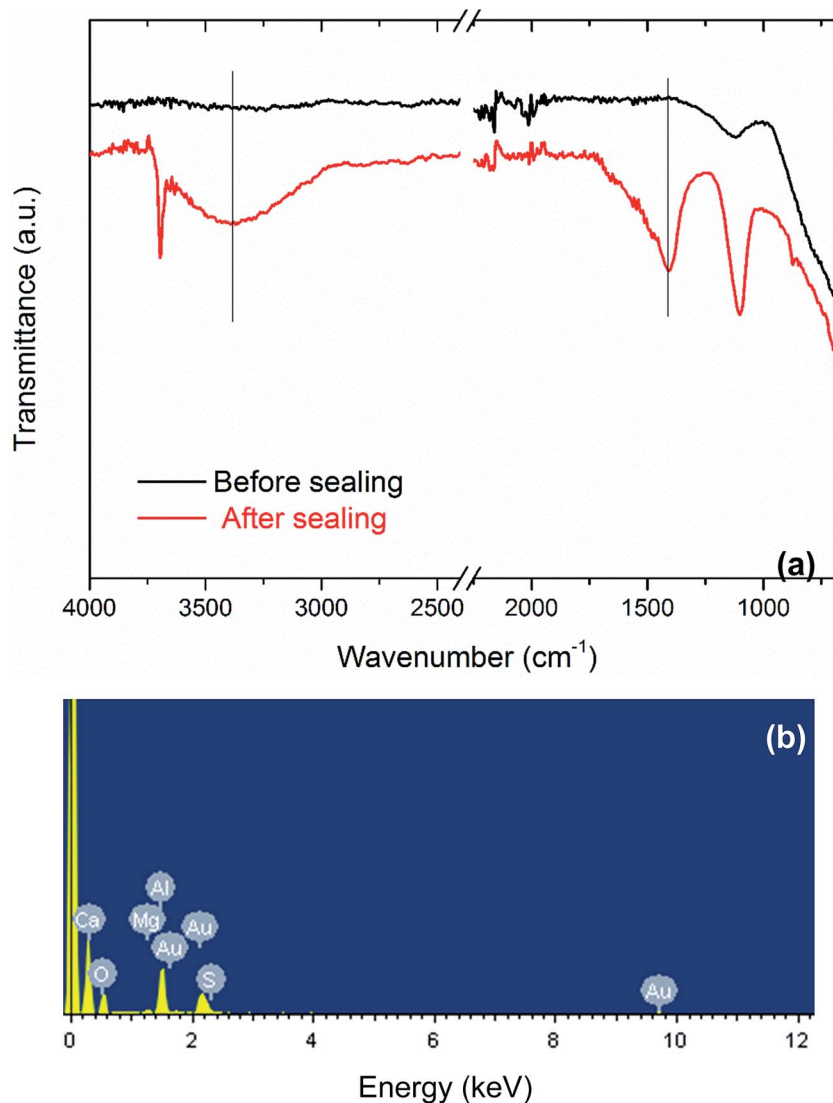 Transmittance (a.u.)
Before sealing
After sealing
(a)
4000 3500 3000 2500 2000 1500 1000
Wavenumber (cm⁻¹)
(b)
Al
Ca Mg Au
Au
O S
Au
0 2 4 6 8 10 12
Energy (keV)